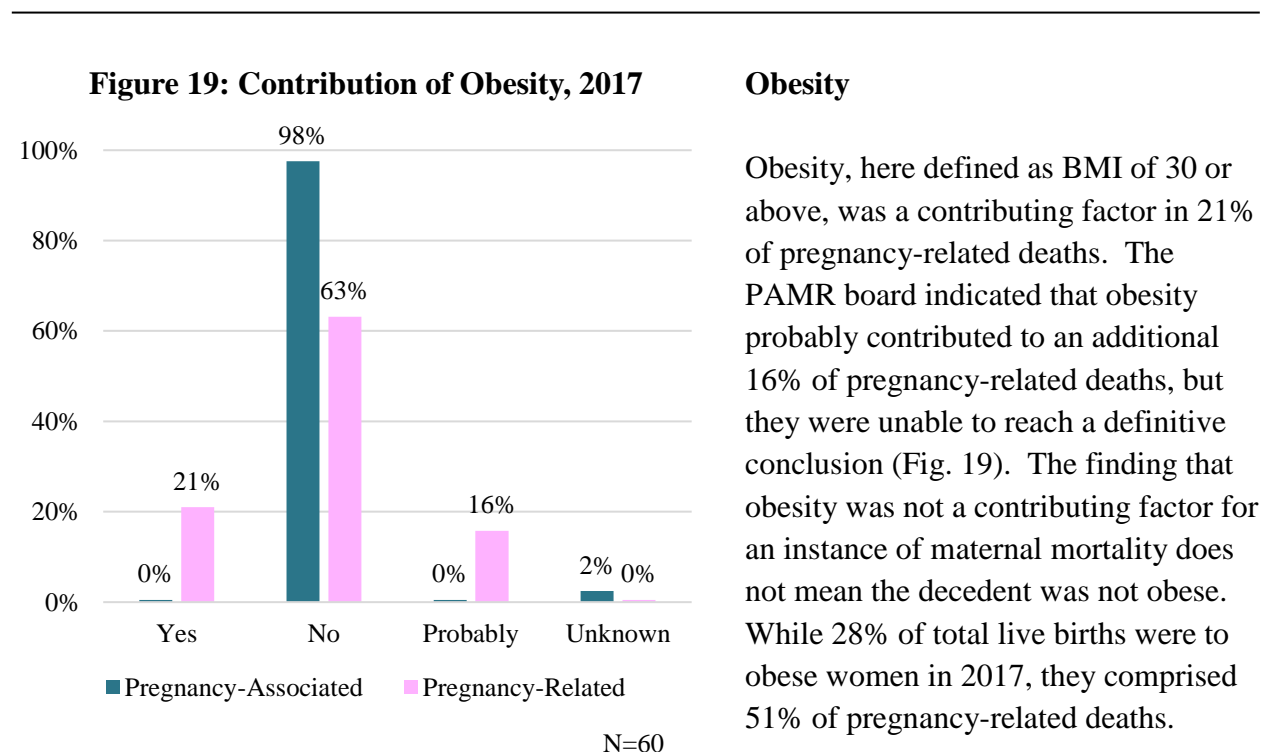 Figure 19: Contribution of Obesity, 2017
98%
100%
80%
63%
60%
40%
21%
16%
20%
0%
0%
2%
0%
0%
Yes
No
Probably
Unknown
Pregnancy-Associated
Pregnancy-Related
N=60
Obesity
Obesity, here defined as BMI of 30 or
above, was a contributing factor in 21%
of pregnancy-related deaths. The
PAMR board indicated that obesity
probably contributed to an additional
16% of pregnancy-related deaths, but
they were unable to reach a definitive
conclusion (Fig. 19). The finding that
obesity was not a contributing factor for
an instance of maternal mortality does
not mean the decedent was not obese.
While 28% of total live births were to
obese women in 2017, they comprised
51% of pregnancy-related deaths.